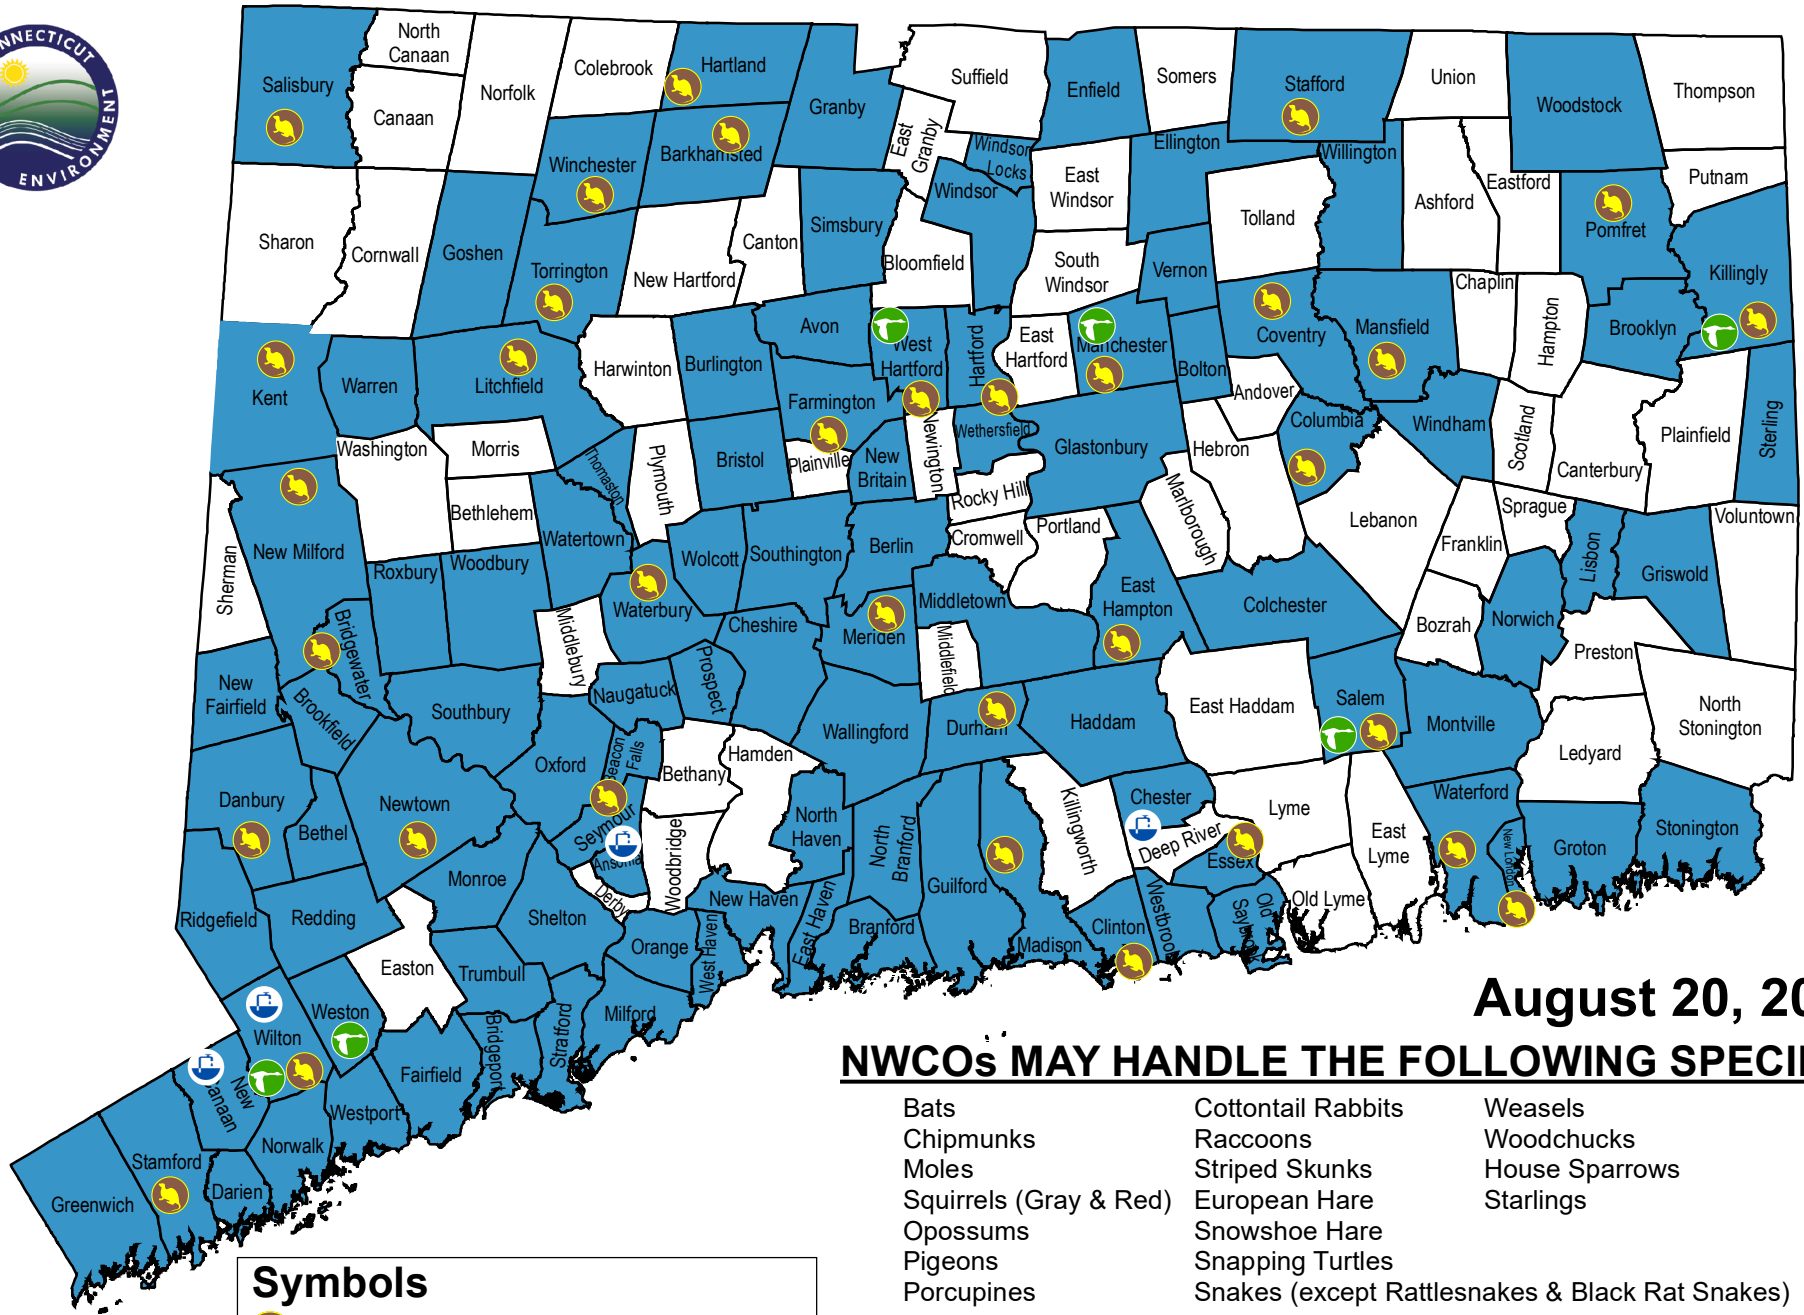 CONNECTICUT
ENVIRONMENT
North
Canaan
Colebrook
Hartland
Suffield
Somers
Union
Salisbury
Norfolk
Granby
Enfield
Stafford
Woodstock
Thompson
Canaan
East
Granby
Windsor
Locks
Ellington
Willington
Winchester
Barkhamsted
Windsor
East
Windsor
Eastford
Putnam
Sharon
Cornwall
Goshen
Simsbury
Tolland
Ashford
Pomfret
Torrington
New Hartford
Canton
Bloomfield
South
Windsor
Vernon
Killingly
Chaplin
Hampton
Kent
Warren
Litchfield
Harwinton
Burlington
Avon
West
Hartford
Hartford
East
Hartford
Manchester
Bolton
Coventry
Mansfield
Brooklyn
Andover
Farmington
Washington
Morris
Thomaston
Plymouth
Bristol
Plainville
New
Britain
Newington
Wethersfield
Glastonbury
Hebron
Columbia
Windham
Scotland
Canterbury
Plainfield
Sterling
Bethlehem
Rocky Hill
Marlborough
Lebanon
Sprague
Voluntown
Sherman
New Milford
Roxbury
Woodbury
Watertown
Wolcott
Southington
Berlin
Cromwell
Portland
Franklin
Lisbon
Griswold
Bridgewater
Middlebury
Waterbury
Cheshire
Meriden
Middletown
Middlefield
East
Hampton
Colchester
Bozrah
Norwich
Preston
New
Fairfield
Brookfield
Southbury
Naugatuck
Prospect
Wallingford
Durham
Haddam
East Haddam
Salem
Montville
North
Stonington
Oxford
Beacon
Falls
Bethany
Hamden
Ledyard
Danbury
Bethel
Newtown
Seymour
Ansonia
Derby
Woodbridge
North
Haven
North
Branford
Guilford
Killingworth
Chester
Deep River
Essex
Lyme
East
Lyme
Waterford
New London
Groton
Stonington
Ridgefield
Redding
Monroe
Shelton
Orange
West Haven
New Haven
East Haven
Branford
Madison
Clinton
Westbrook
Old
Saybrook
Old Lyme
Easton
Trumbull
Milford
Stratford
Bridgeport
Weston
Wilton
New
Canaan
Fairfield
Westport
Norwalk
Darien
Stamford
Greenwich
August 20, 20
NWCOs MAY HANDLE THE FOLLOWING SPECI
Bats
Chipmunks
Moles
Squirrels (Gray & Red)
Opossums
Pigeons
Porcupines
Cottontail Rabbits
Raccoons
Striped Skunks
European Hare
Snowshoe Hare
Snapping Turtles
Snakes (except Rattlesnakes & Black Rat Snakes)
Weasels
Woodchucks
House Sparrows
Starlings
Symbols